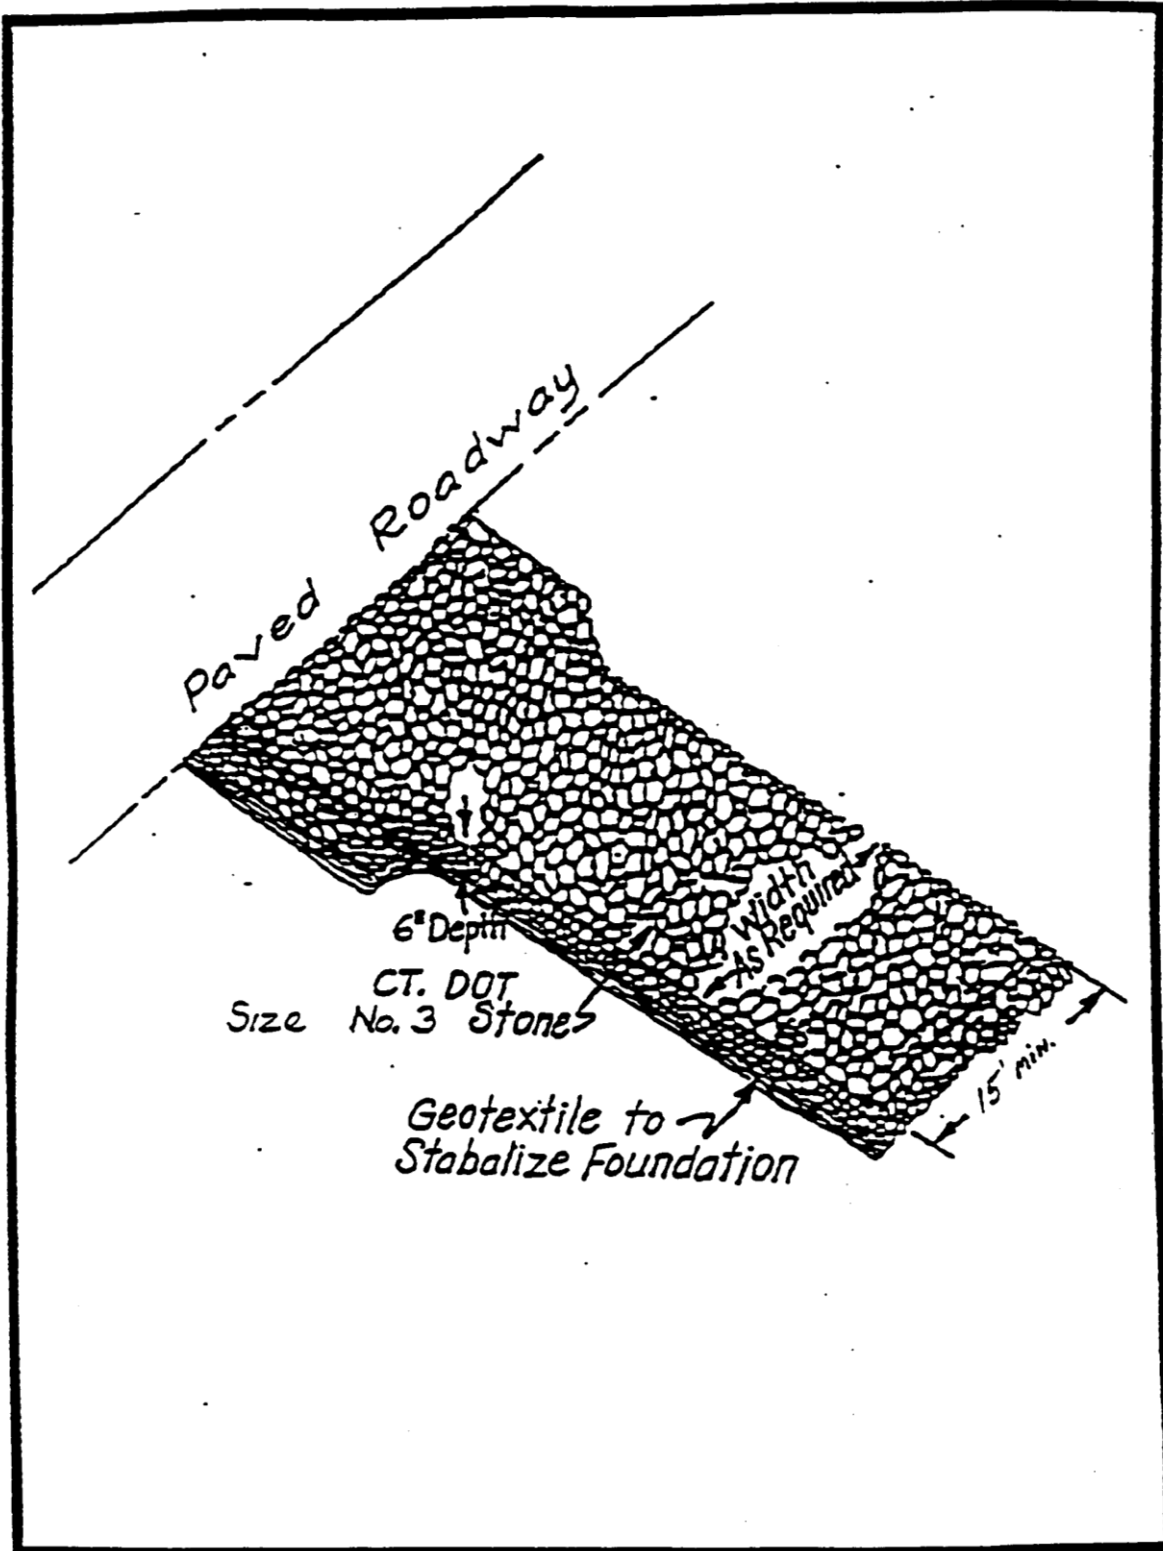 Paved Roadway
Width
As Required
6" Depth
CT. DOT
Size No. 3 Stone
15' min.
Geotextile to
Stabalize Foundation